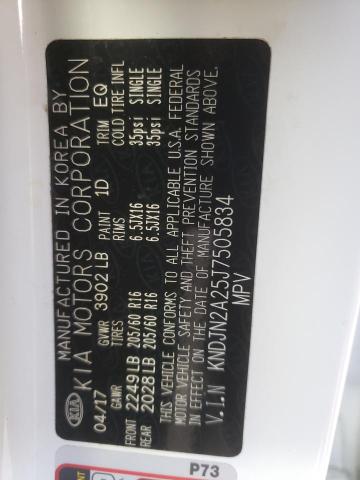 MANUFACTURED IN KOREA BY
KIA MOTORS CORPORATION
KIA
04/17 GVWR 3902 LB PAINT 1D TRIM EQ
GAWR TIRES RIMS COLD TIRE INFL
FRONT 2249LB 205/60 R16 6.5JX16 35psi SINGLE
REAR 2028LB 205/60 R16 6.5JX16 35psi SINGLE
THIS VEHICLE CONFORMS TO ALL APPLICABLE U.S.A. FEDERAL
MOTOR VEHICLE SAFETY AND THEFT PREVENTION STANDARDS
IN EFFECT ON THE DATE OF MANUFACTURE SHOWN ABOVE.
V.I.N KNDJN2A25J7505834
MPV
P73